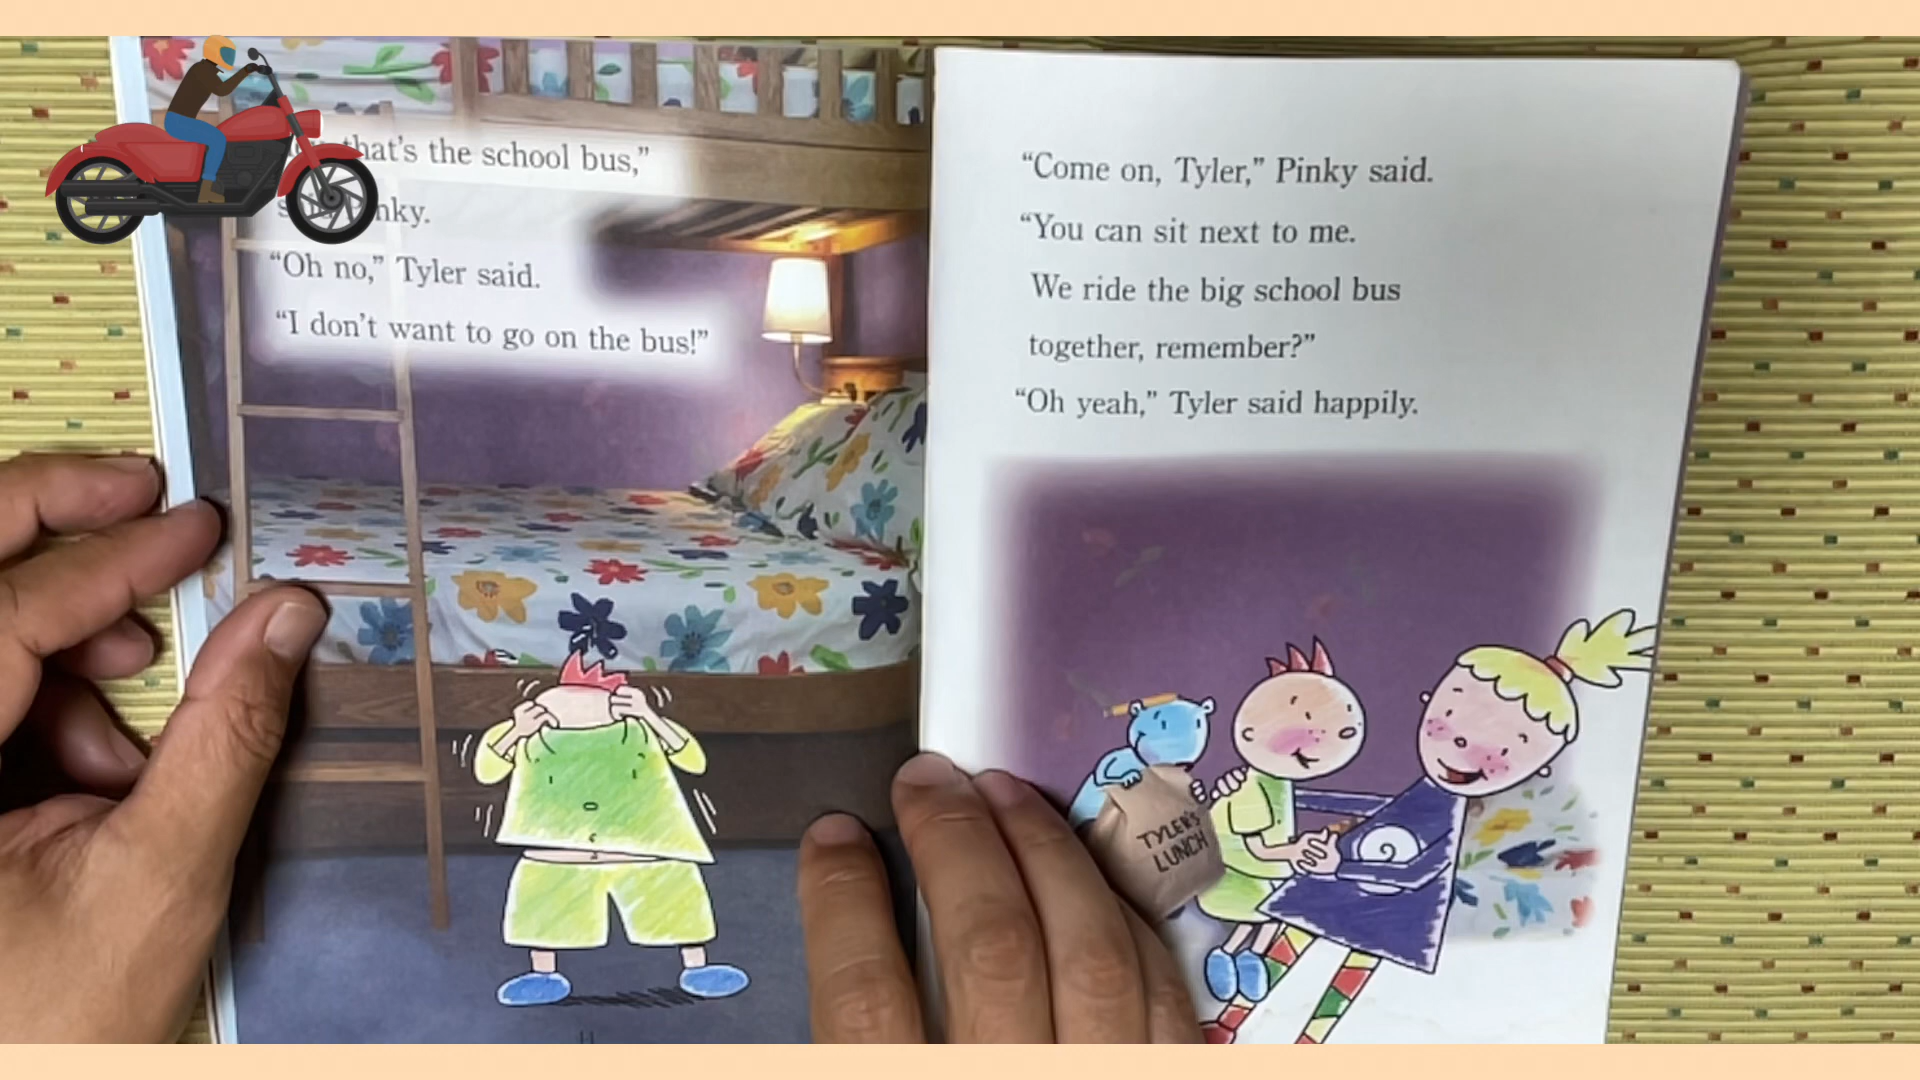 that's the school bus,”
“Oh no,” Tyler said.
“I don’t want to go on the bus!”
“Come on, Tyler,” Pinky said.
“You can sit next to me.
We ride the big school bus
together, remember?”
“Oh yeah,” Tyler said happily.
TYLER'S
LUNCH